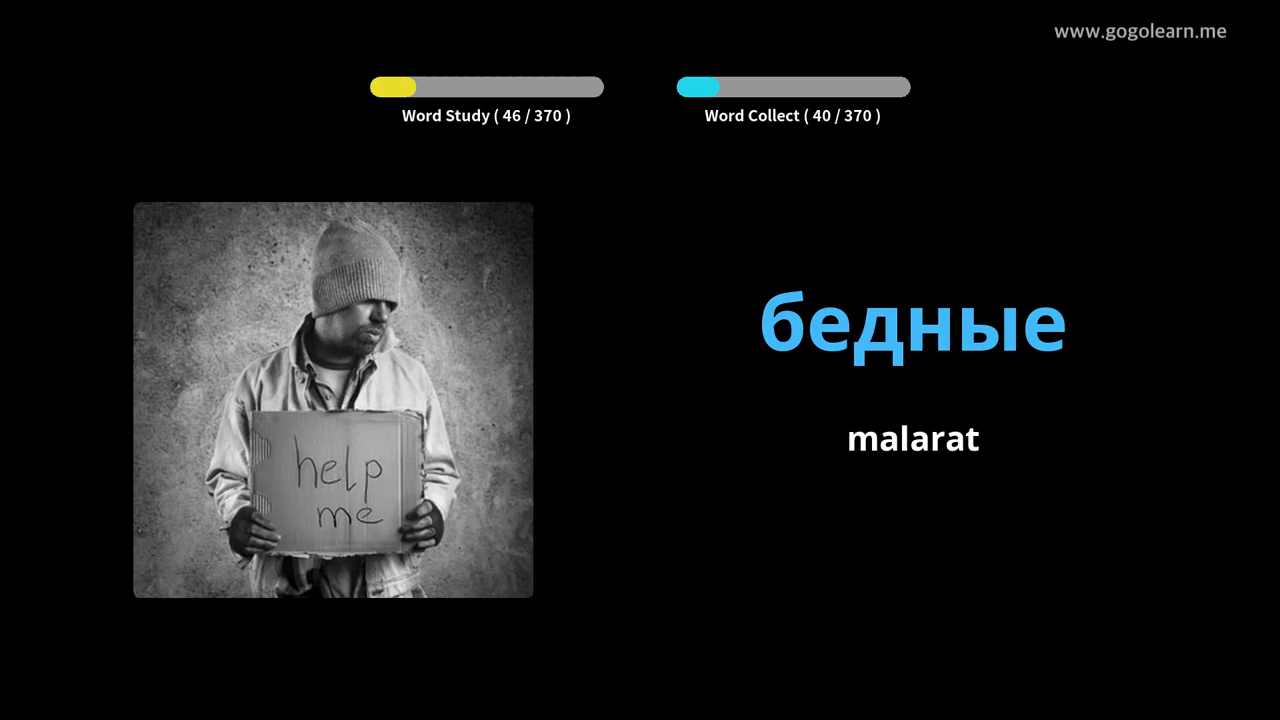 www.gogolearn.me
Word Study ( 46 / 370 )
Word Collect ( 40 / 370 )
help
me
бедные
malarat